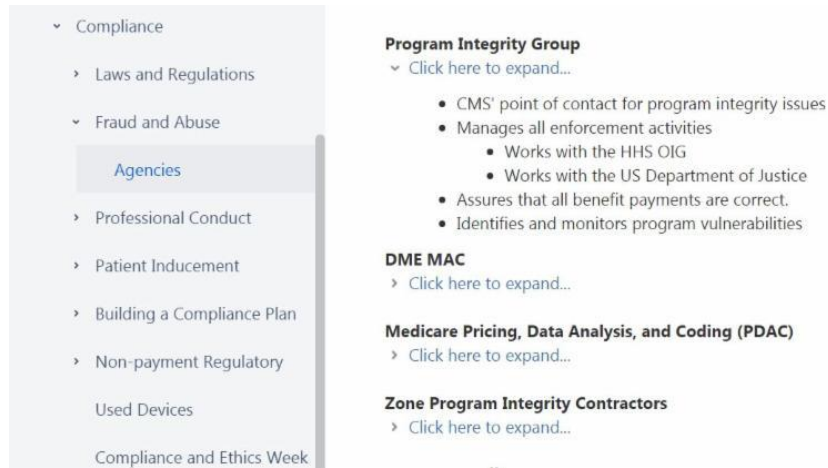 Compliance
Laws and Regulations
Fraud and Abuse
Agencies
Professional Conduct
Patient Inducement
Building a Compliance Plan
Non-payment Regulatory
Used Devices
Compliance and Ethics Week
Program Integrity Group
Click here to expand...
• CMS' point of contact for program integrity issues
• Manages all enforcement activities
• Works with the HHS OIG
• Works with the US Department of Justice
• Assures that all benefit payments are correct.
• Identifies and monitors program vulnerabilities
DME MAC
Click here to expand...
Medicare Pricing, Data Analysis, and Coding (PDAC)
Click here to expand...
Zone Program Integrity Contractors
Click here to expand...